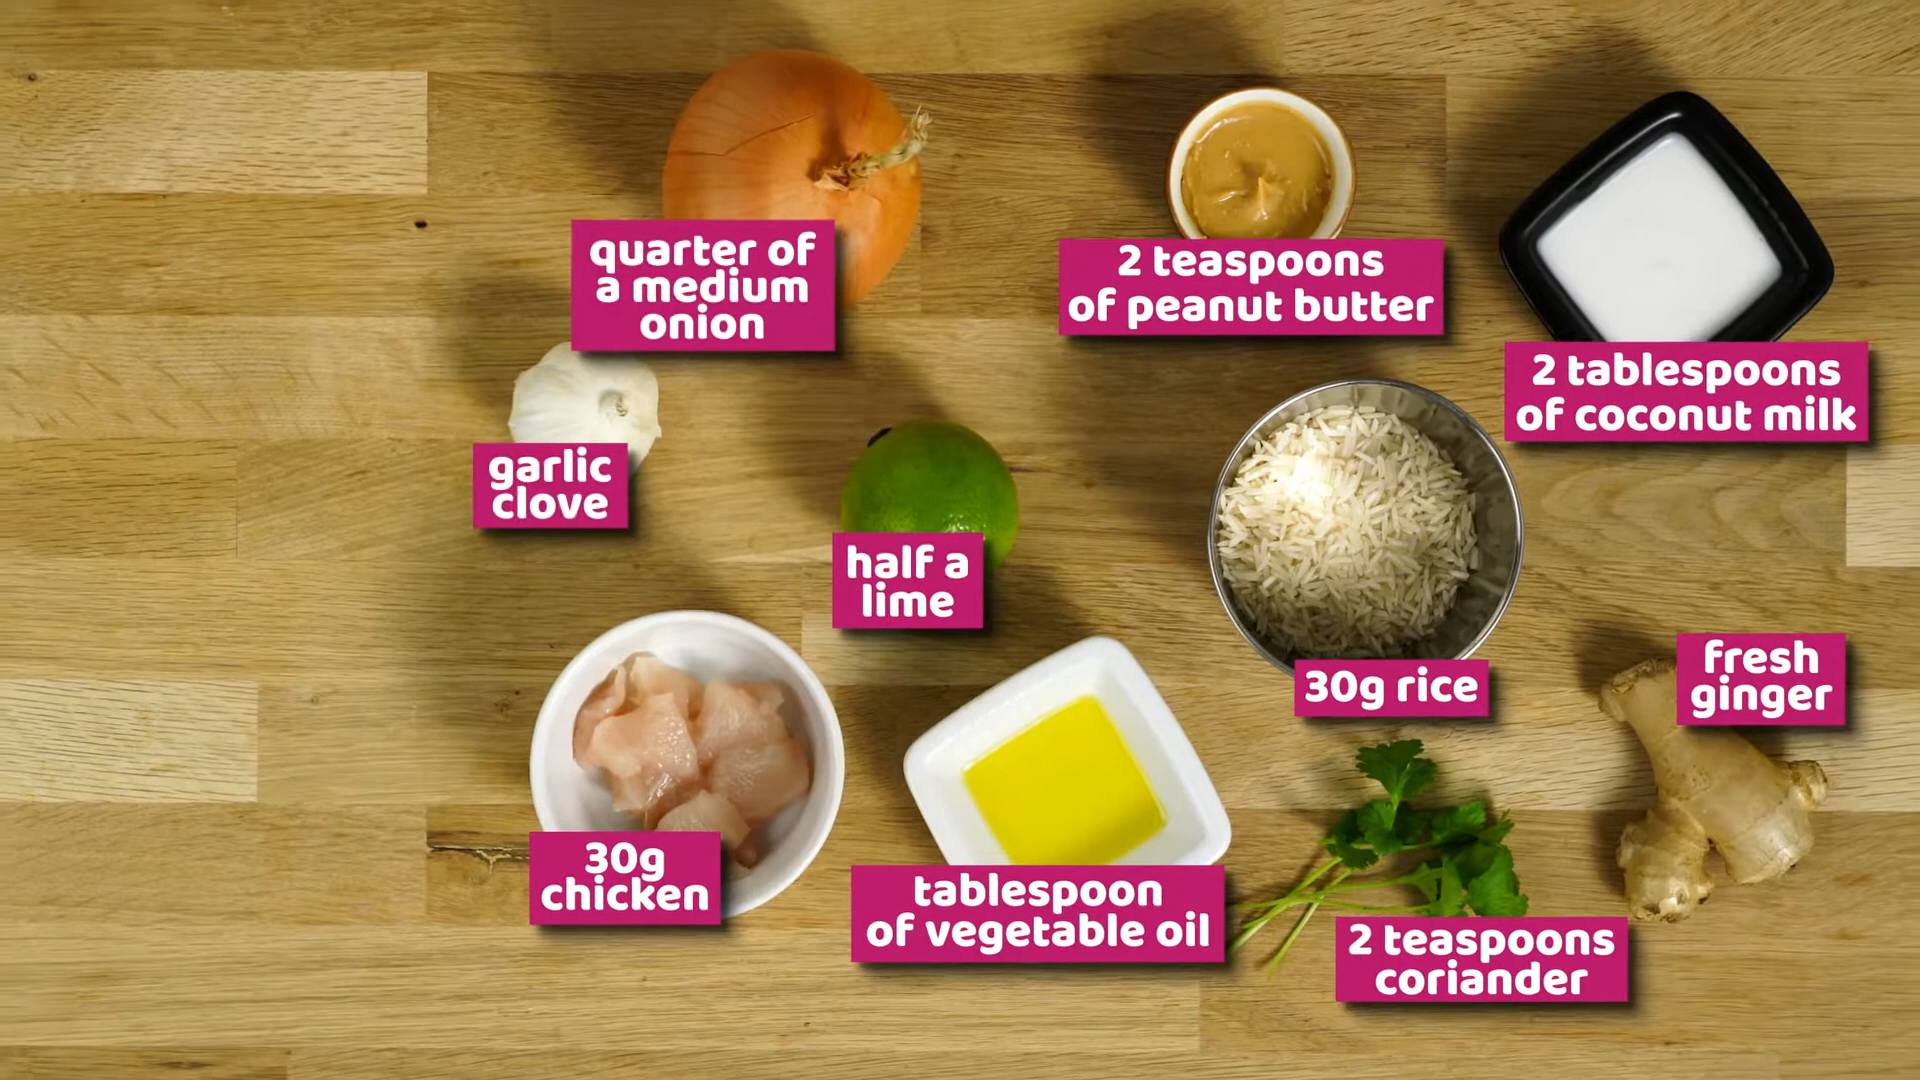 quarter of
a medium
onion
2 teaspoons
of peanut butter
2 tablespoons
of coconut milk
garlic
clove
half a
lime
30g rice
fresh
ginger
30g
chicken
tablespoon
of vegetable oil
2 teaspoons
coriander